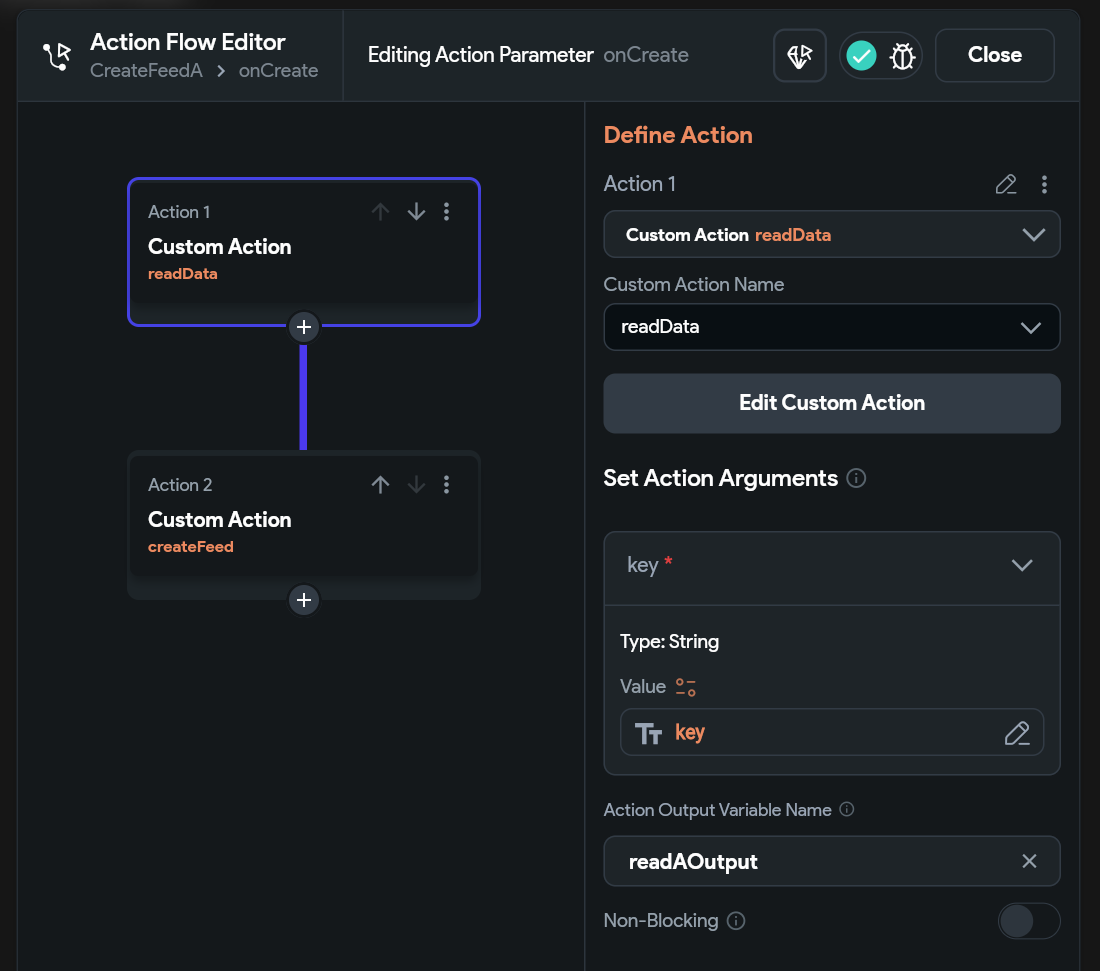 Action Flow Editor
CreateFeedA > onCreate
Editing Action Parameter onCreate
Close
Action 1
Custom Action
readData
Action 2
Custom Action
createFeed
Define Action
Action 1
Custom Action readData
Custom Action Name
readData
Edit Custom Action
Set Action Arguments
key *
Type: String
Value
key
Action Output Variable Name
readAOutput
Non-Blocking